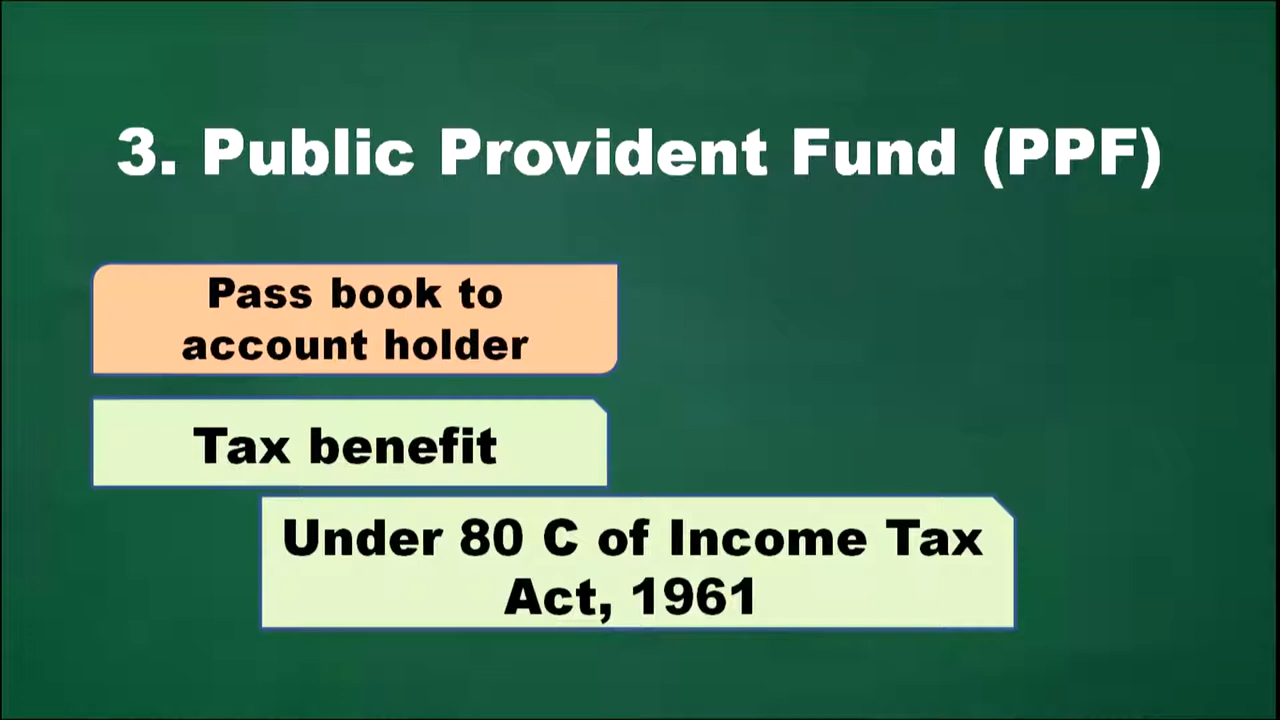 3. Public Provident Fund (PPF)
Pass book to
account holder
Tax benefit
Under 80 C of Income Tax
Act, 1961